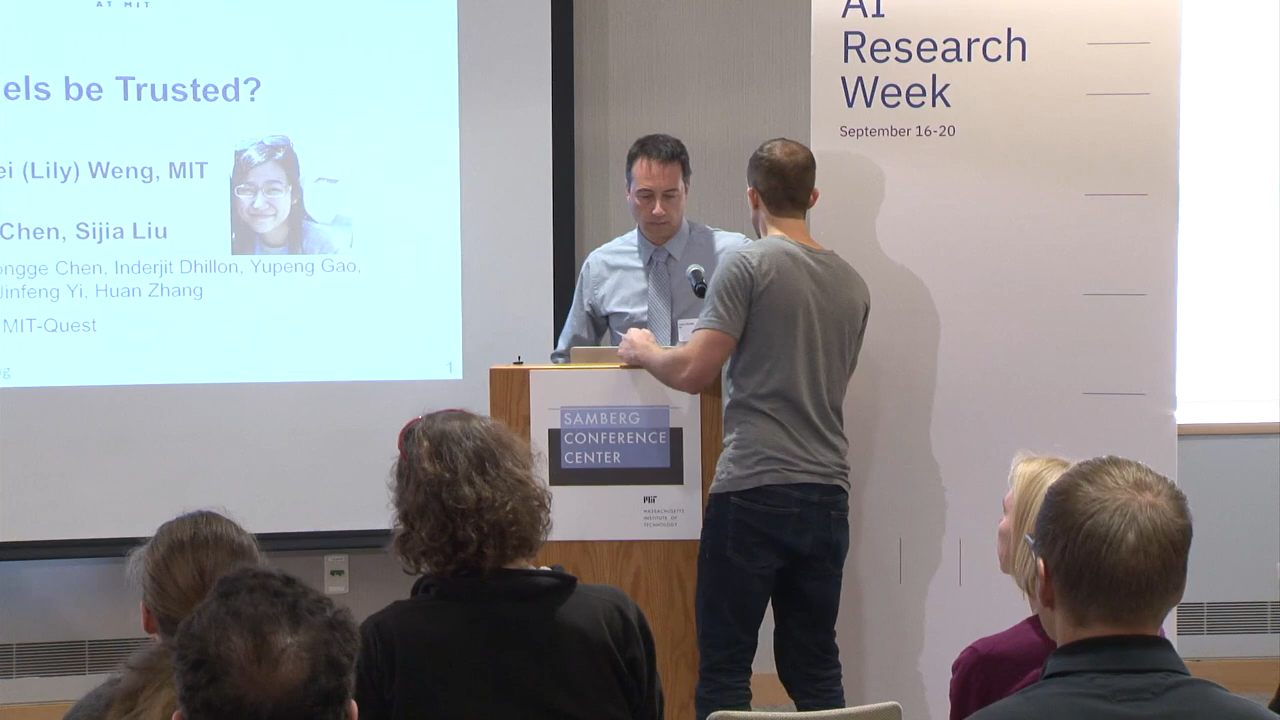 AT MIT
els be Trusted?
ei (Lily) Weng, MIT
Chen, Sijia Liu
ongge Chen, Inderjit Dhillon, Yupeng Gao,
Jinfeng Yi, Huan Zhang
MIT-Quest
1
AI
Research
Week
September 16-20
SAMBERG
CONFERENCE
CENTER
MIT
MASSACHUSETTS
INSTITUTE OF
TECHNOLOGY